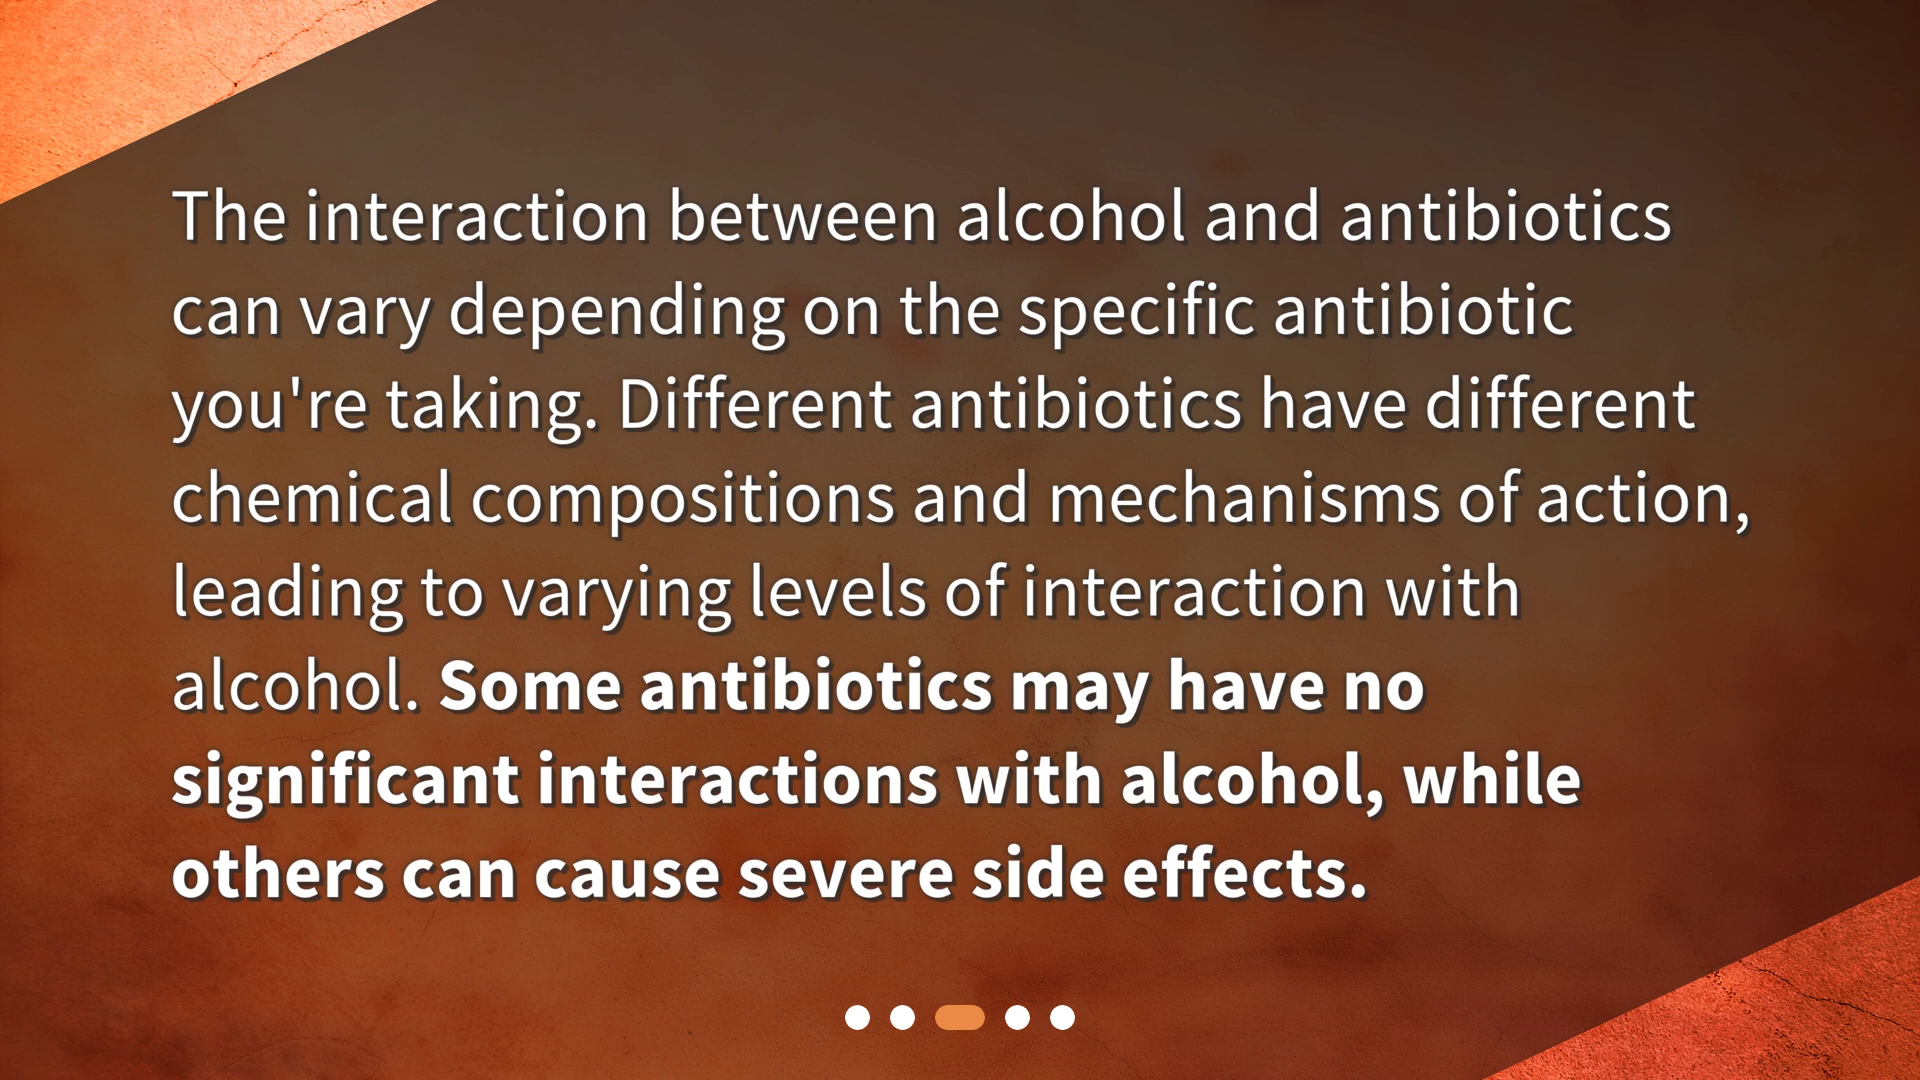 The interaction between alcohol and antibiotics
can vary depending on the specific antibiotic
you're taking. Different antibiotics have different
chemical compositions and mechanisms of action,
leading to varying levels of interaction with
alcohol. Some antibiotics may have no
significant interactions with alcohol, while
others can cause severe side effects.